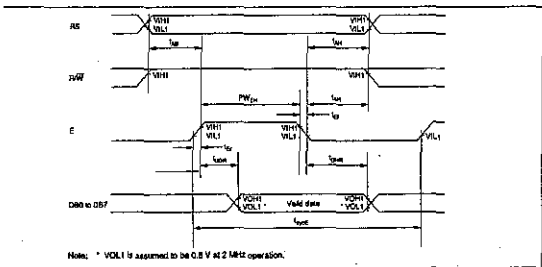 RS
VIH1
VIL1
VIH1
VIL1
tAS
tAH
R/W
VIH1
VIH1
PWEH
tAH
tEf
E
VIH1
VIL1
VIH1
VIL1
VIL1
tEr
tDDR
tDHR
DB0 to DB7
VOH1
VOL1 *
Valid data
VOH1
VOL1
tcycE
Note: * VOL1 is assumed to be 0.8 V at 2 MHz operation.